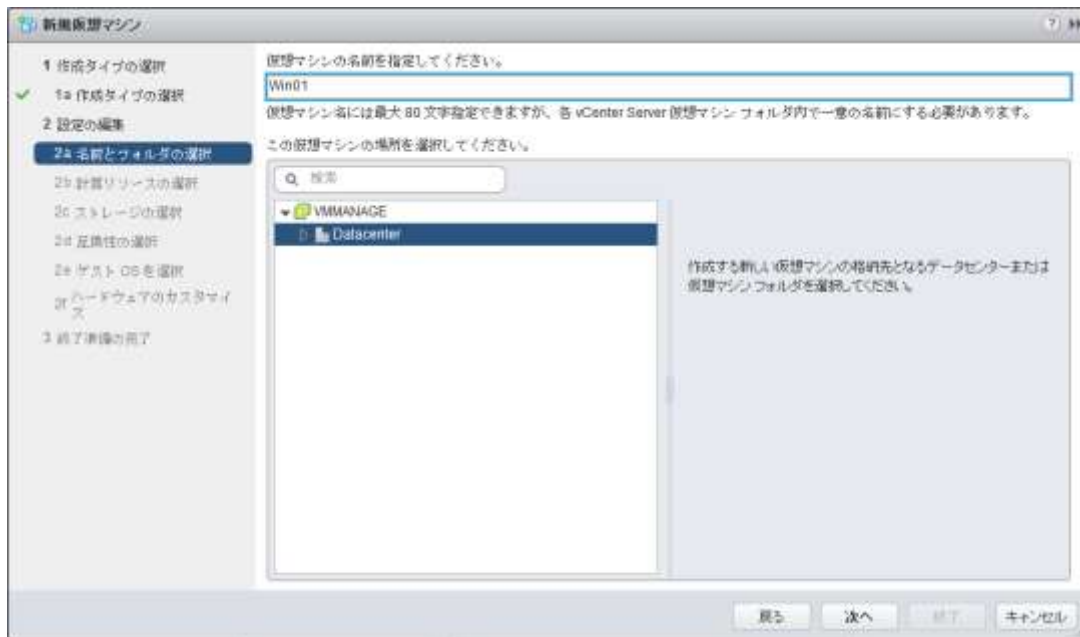 新規仮想マシン
1 作成タイプの選択
1a 作成タイプの選択
2 設定の編集
2a 名前とフォルダの選択
2b 計算リソースの選択
2c ストレージの選択
2d 互換性の選択
2e ゲスト OS を選択
2f ハードウェアのカスタマイズ
3 終了準備の完了
仮想マシンの名前を指定してください。
Win01
仮想マシン名には最大 80 文字指定できますが、各 vCenter Server 仮想マシン フォルダ内で一意の名前にする必要があります。
この仮想マシンの場所を選択してください。
検索
VMMANAGE
Datacenter
作成する新しい仮想マシンの格納先となるデータセンターまたは
仮想マシン フォルダを選択してください。
戻る
次へ
終了
キャンセル